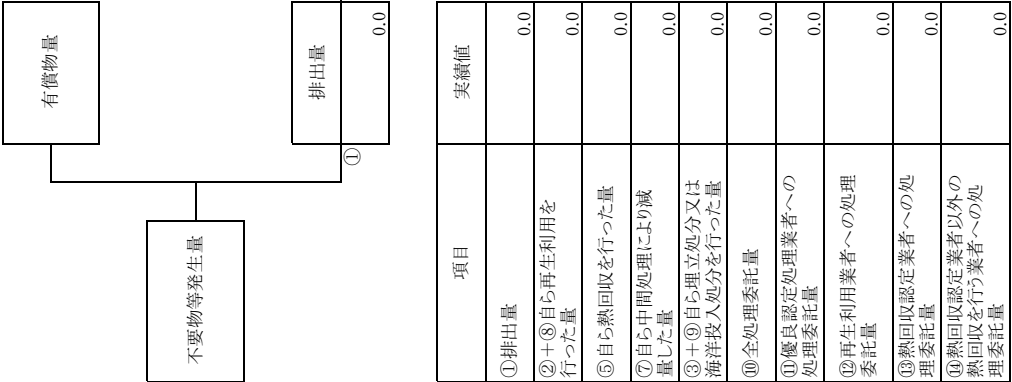 有償物量
不要物等発生量
排出量
①
0.0
項目
実績値
①排出量
0.0
②+⑧自ら再生利用を
行った量
0.0
⑤自ら熱回収を行った量
0.0
⑦自ら中間処理により減
量した量
0.0
③+⑨自ら埋立処分又は
海洋投入処分を行った量
0.0
⑩全処理委託量
0.0
⑪優良認定処理業者への
処理委託量
0.0
⑫再生利用業者への処理
委託量
0.0
⑬熱回収認定業者への処
理委託量
0.0
⑭熱回収認定業者以外の
熱回収を行う業者への処
理委託量
0.0